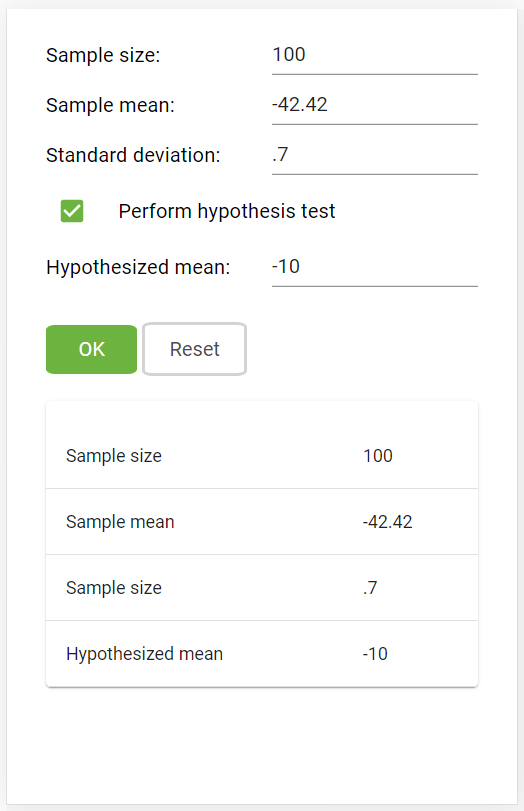 Sample size: 100
Sample mean: -42.42
Standard deviation: .7
Perform hypothesis test
Hypothesized mean: -10
OK Reset
Sample size 100
Sample mean -42.42
Sample size .7
Hypothesized mean -10